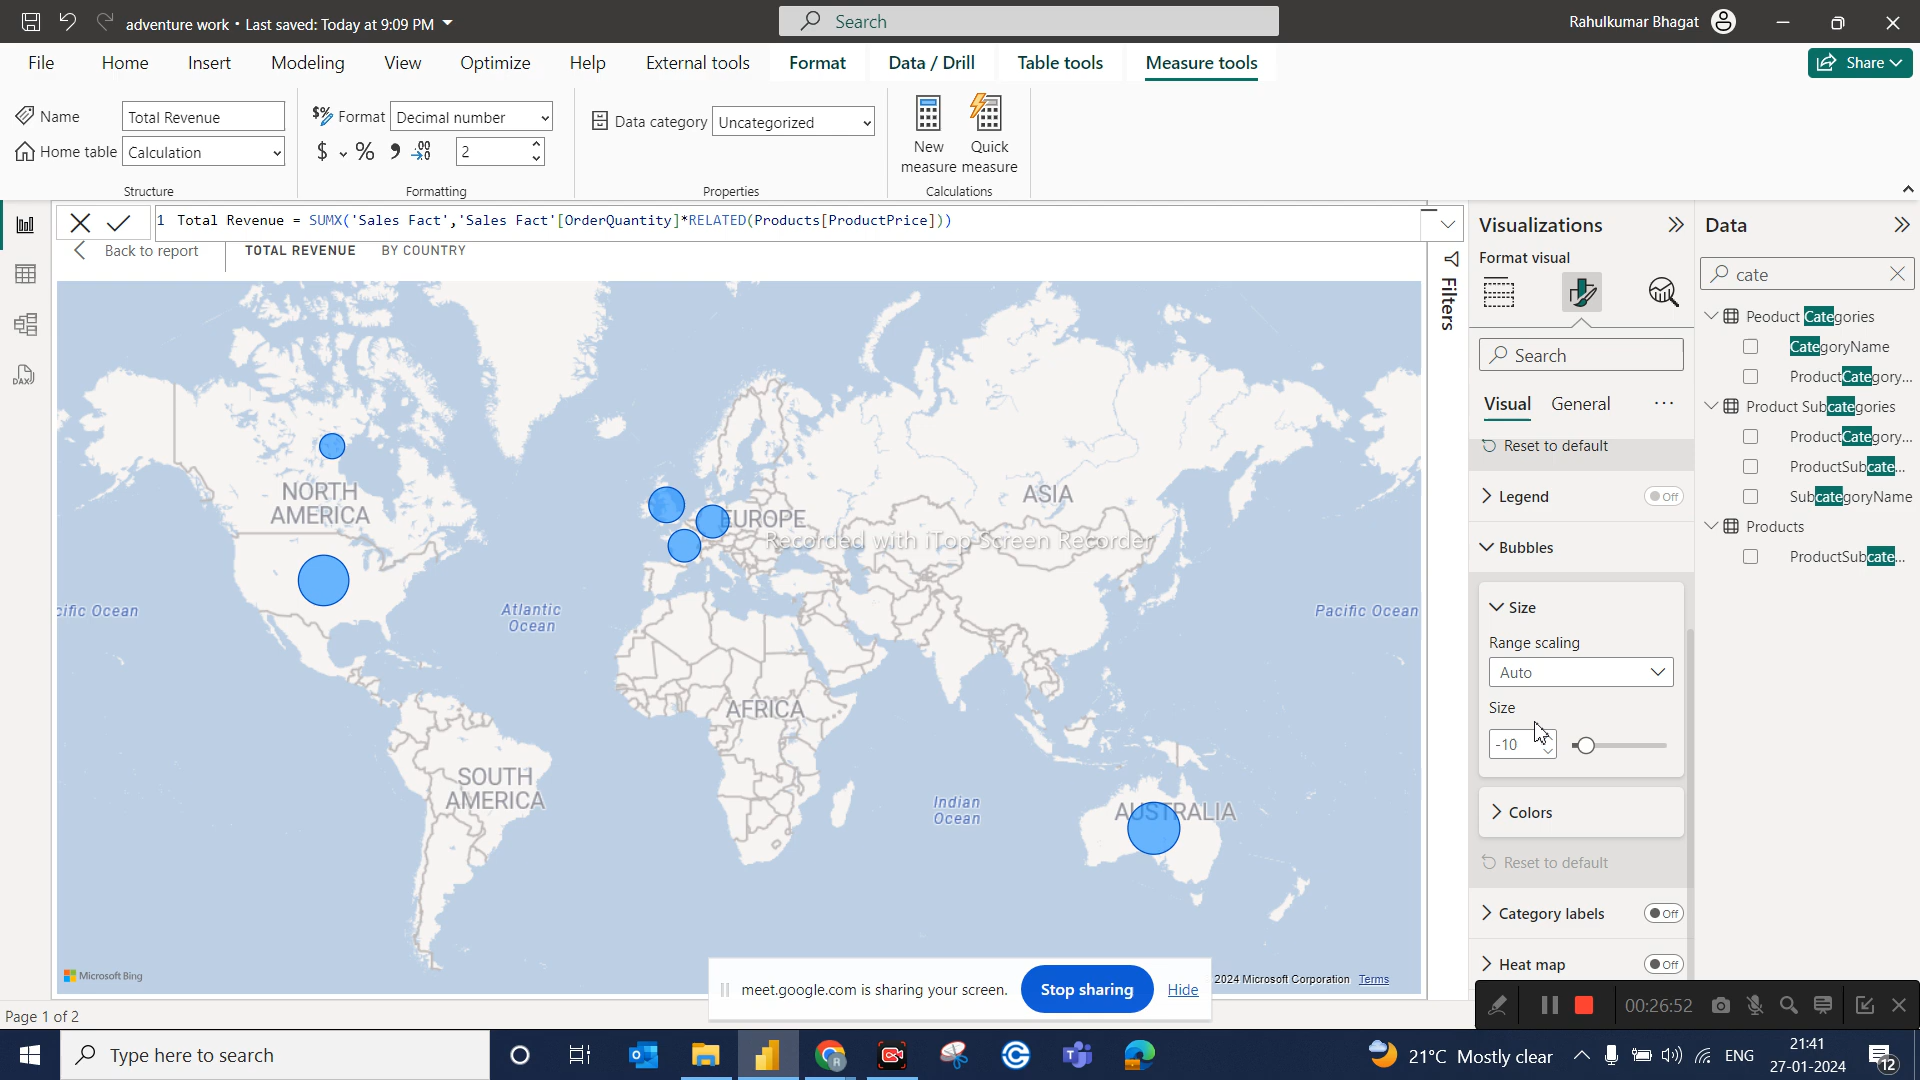 adventure work • Last saved: Today at 9:09 PM
Search
Rahulkumar Bhagat
File Home Insert Modeling View Optimize Help External tools Format Data / Drill Table tools Measure tools
Share
Name Total Revenue
Home table Calculation
Structure
Format Decimal number
$ % 9 .00 2
Formatting
Data category Uncategorized
Properties
New measure
Quick measure
Calculations
1 Total Revenue = SUMX('Sales Fact','Sales Fact'[OrderQuantity]*RELATED(Products[ProductPrice]))
Back to report TOTAL REVENUE BY COUNTRY
DAX
NORTH
AMERICA
EUROPE
ASIA
Recorded with iTop Screen Recorder
cific Ocean
Atlantic
Ocean
Pacific Ocean
AFRICA
SOUTH
AMERICA
Indian
Ocean
AUSTRALIA
Microsoft Bing
2024 Microsoft Corporation Terms
Filters
Visualizations
Format visual
Search
Visual General ...
Reset to default
Legend Off
Bubbles
Size
Range scaling
Auto
Size
-10
Colors
Reset to default
Category labels Off
Heat map Off
Data
cate
Peoduct Categories
CategoryName
ProductCategory...
Product Subcategories
ProductCategory...
ProductSubcate...
SubcategoryName
Products
ProductSubcate...
meet.google.com is sharing your screen. Stop sharing Hide
00:26:52
Page 1 of 2
Type here to search
21°C Mostly clear
ENG
21:41
27-01-2024
12